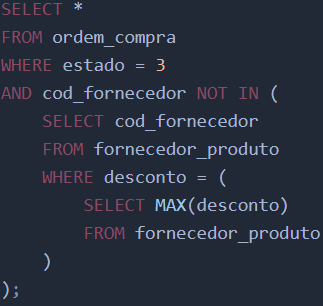 SELECT *
FROM ordem_compra
WHERE estado = 3
AND cod_fornecedor NOT IN (
    SELECT cod_fornecedor
    FROM fornecedor_produto
    WHERE desconto = (
        SELECT MAX(desconto)
        FROM fornecedor_produto
    )
);